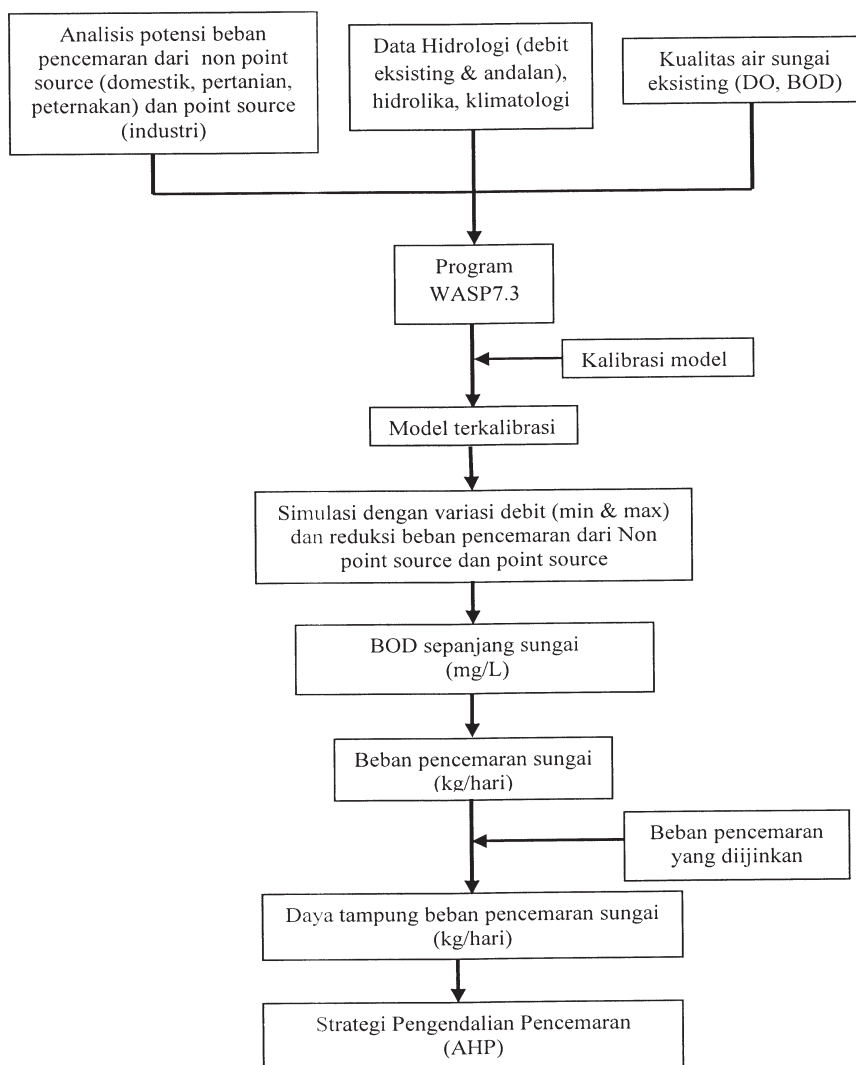 Analisis potensi beban
pencemaran dari non point
source (domestik, pertanian,
peternakan) dan point source
(industri)
Data Hidrologi (debit
eksisting & andalan),
hidrolika, klimatologi
Kualitas air sungai
eksisting (DO, BOD)
Program
WASP7.3
Kalibrasi model
Model terkalibrasi
Simulasi dengan variasi debit (min & max)
dan reduksi beban pencemaran dari Non
point source dan point source
BOD sepanjang sungai
(mg/L)
Beban pencemaran sungai
(kg/hari)
Beban pencemaran
yang diijinkan
Daya tampung beban pencemaran sungai
(kg/hari)
Strategi Pengendalian Pencemaran
(AHP)